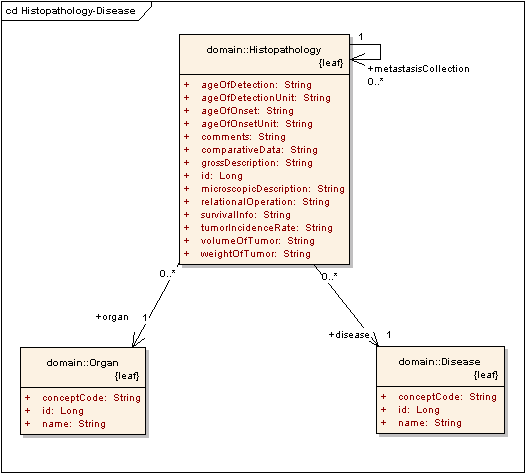 cd Histopathology-Disease
domain::Histopathology
{leaf}
+ ageOfDetection: String
+ ageOfDetectionUnit: String
+ ageOfOnset: String
+ ageOfOnsetUnit: String
+ comments: String
+ comparativeData: String
+ grossDescription: String
+ id: Long
+ microscopicDescription: String
+ relationalOperation: String
+ survivalInfo: String
+ tumorIncidenceRate: String
+ volumeOfTumor: String
+ weightOfTumor: String
1
+metastasisCollection
0..*
0..*
0..*
+organ 1
+disease 1
domain::Organ
{leaf}
+ conceptCode: String
+ id: Long
+ name: String
domain::Disease
{leaf}
+ conceptCode: String
+ id: Long
+ name: String